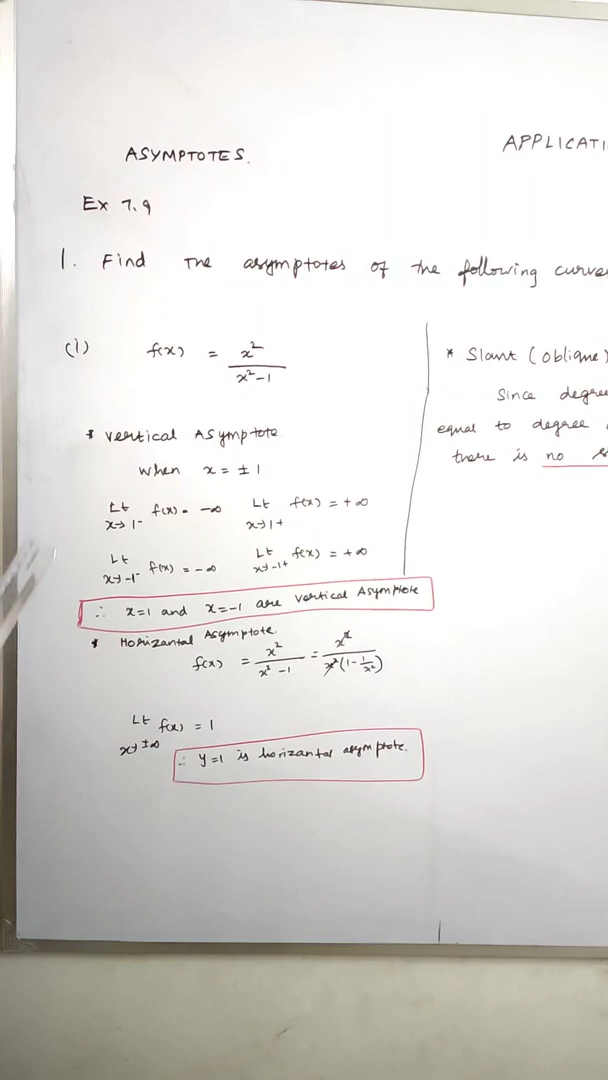 ASYMPTOTES.
APPLICATI
Ex 7.9
1. Find The asymptotes of the following curve
(i) f(x) = x²/(x²-1)
* Vertical Asymptote
when x = ±1
Lt x→1⁻ f(x) = -∞ Lt x→1+ f(x) = +∞
Lt x→-1⁻ f(x) = -∞ Lt x→-1+ f(x) = +∞
∴ x=1 and x=-1 are vertical Asymptote
* Horizantal Asymptote.
f(x) = x²/(x²-1) = x²/(x²(1-1/x²))
Lt x→±∞ f(x) = 1
∴ y=1 is horizantal asymptote.
* Slant (oblique)
Since degree
equal to degree
there is no